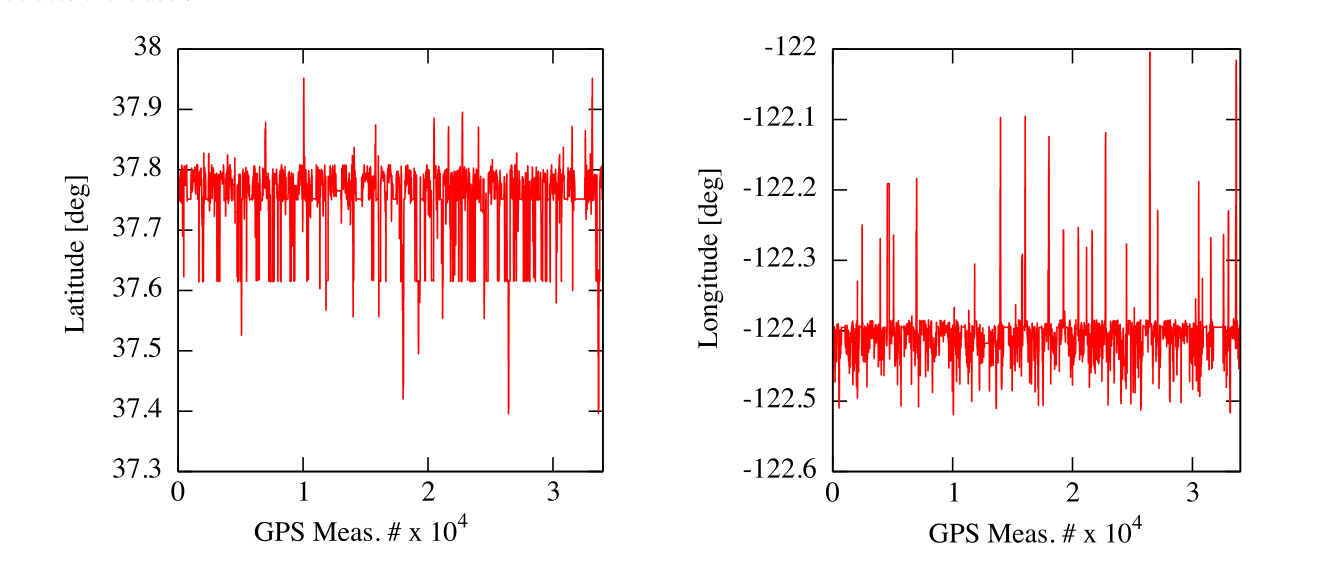 38
37.9
37.8
37.7
37.6
37.5
37.4
37.3
0 1 2 3
Latitude [deg]
GPS Meas. # x 10^4
-122
-122.1
-122.2
-122.3
-122.4
-122.5
-122.6
0 1 2 3
Longitude [deg]
GPS Meas. # x 10^4